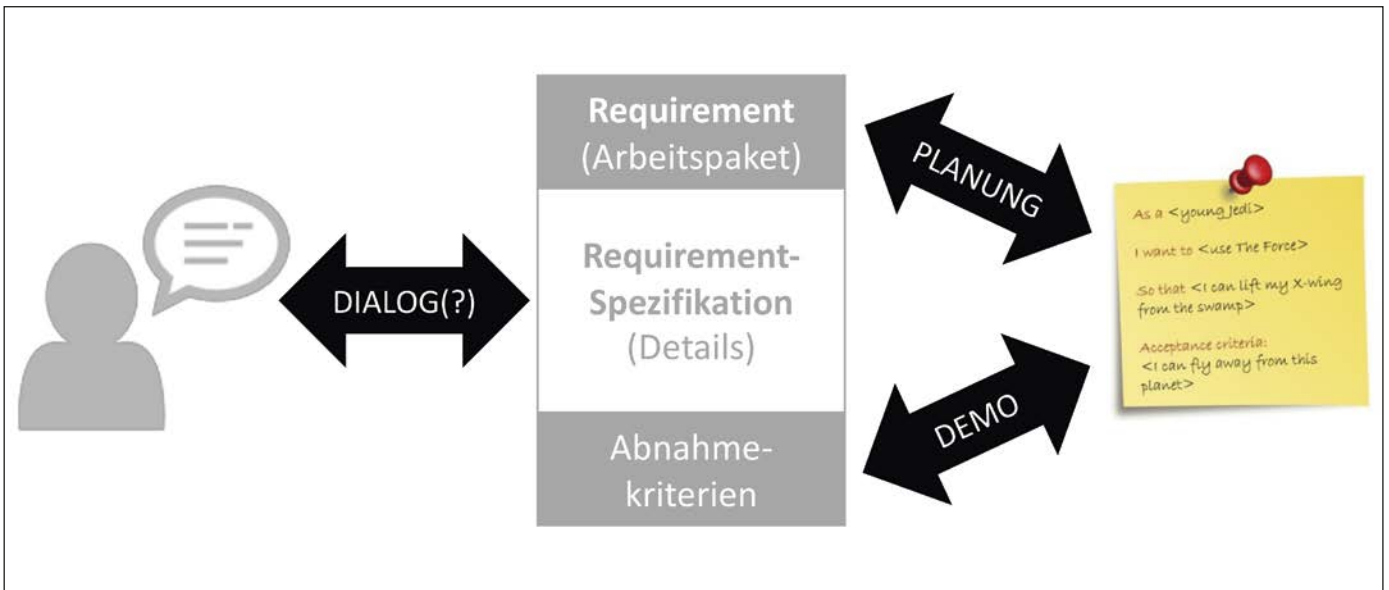 DIALOG(?)
Requirement
(Arbeitspaket)
Requirement-
Spezifikation
(Details)
Abnahme-
kriterien
PLANUNG
DEMO
As a <young Jedi>
I want to <use The Force>
So that <I can lift my X-wing
from the swamp>
Acceptance criteria:
<I can fly away from this
planet>